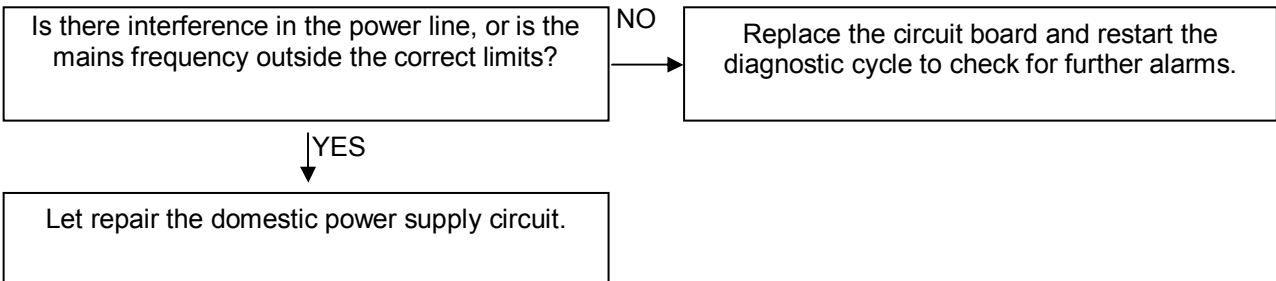 Is there interference in the power line, or is the
mains frequency outside the correct limits?
NO
Replace the circuit board and restart the
diagnostic cycle to check for further alarms.
YES
Let repair the domestic power supply circuit.